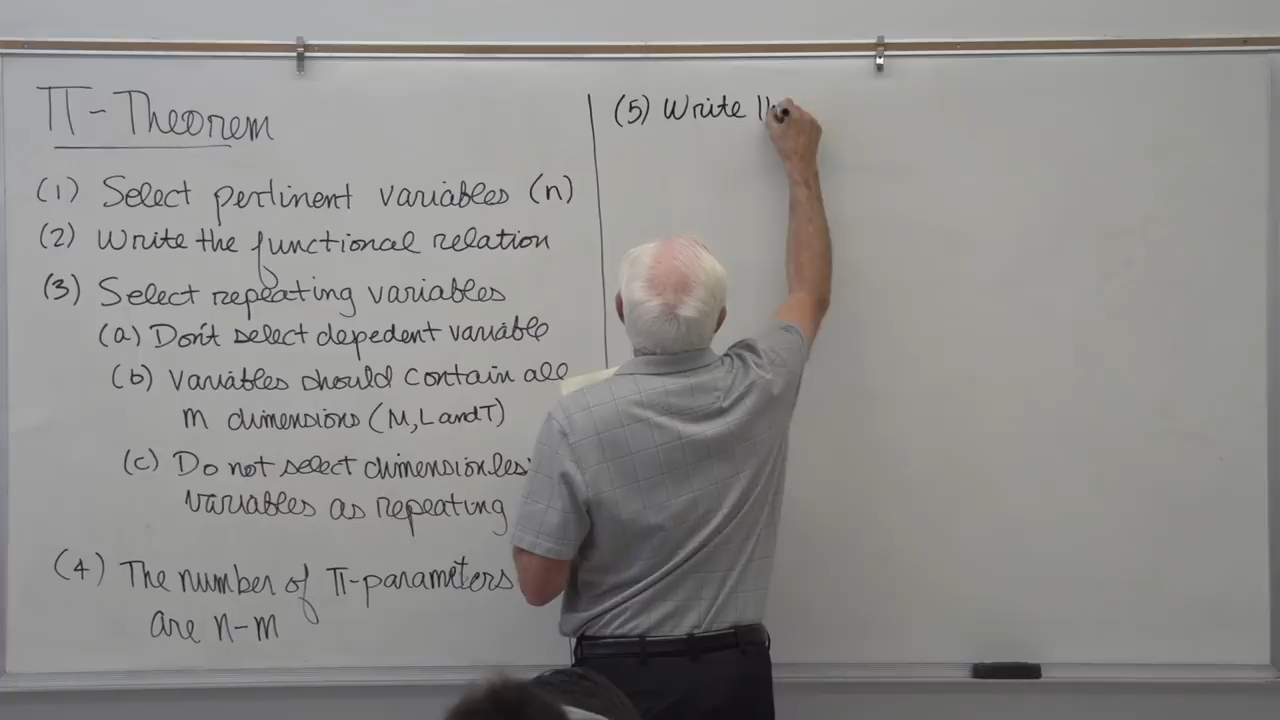 Π-Theorem
(1) Select pertinent variables (n)
(2) Write the functional relation
(3) Select repeating variables
(a) Don't select depedent variable
(b) Variables should contain all
m dimensions (M, L and T)
(c) Do not select dimensionles
variables as repeating
(4) The number of Π-parameters
are n-m
(5) Write